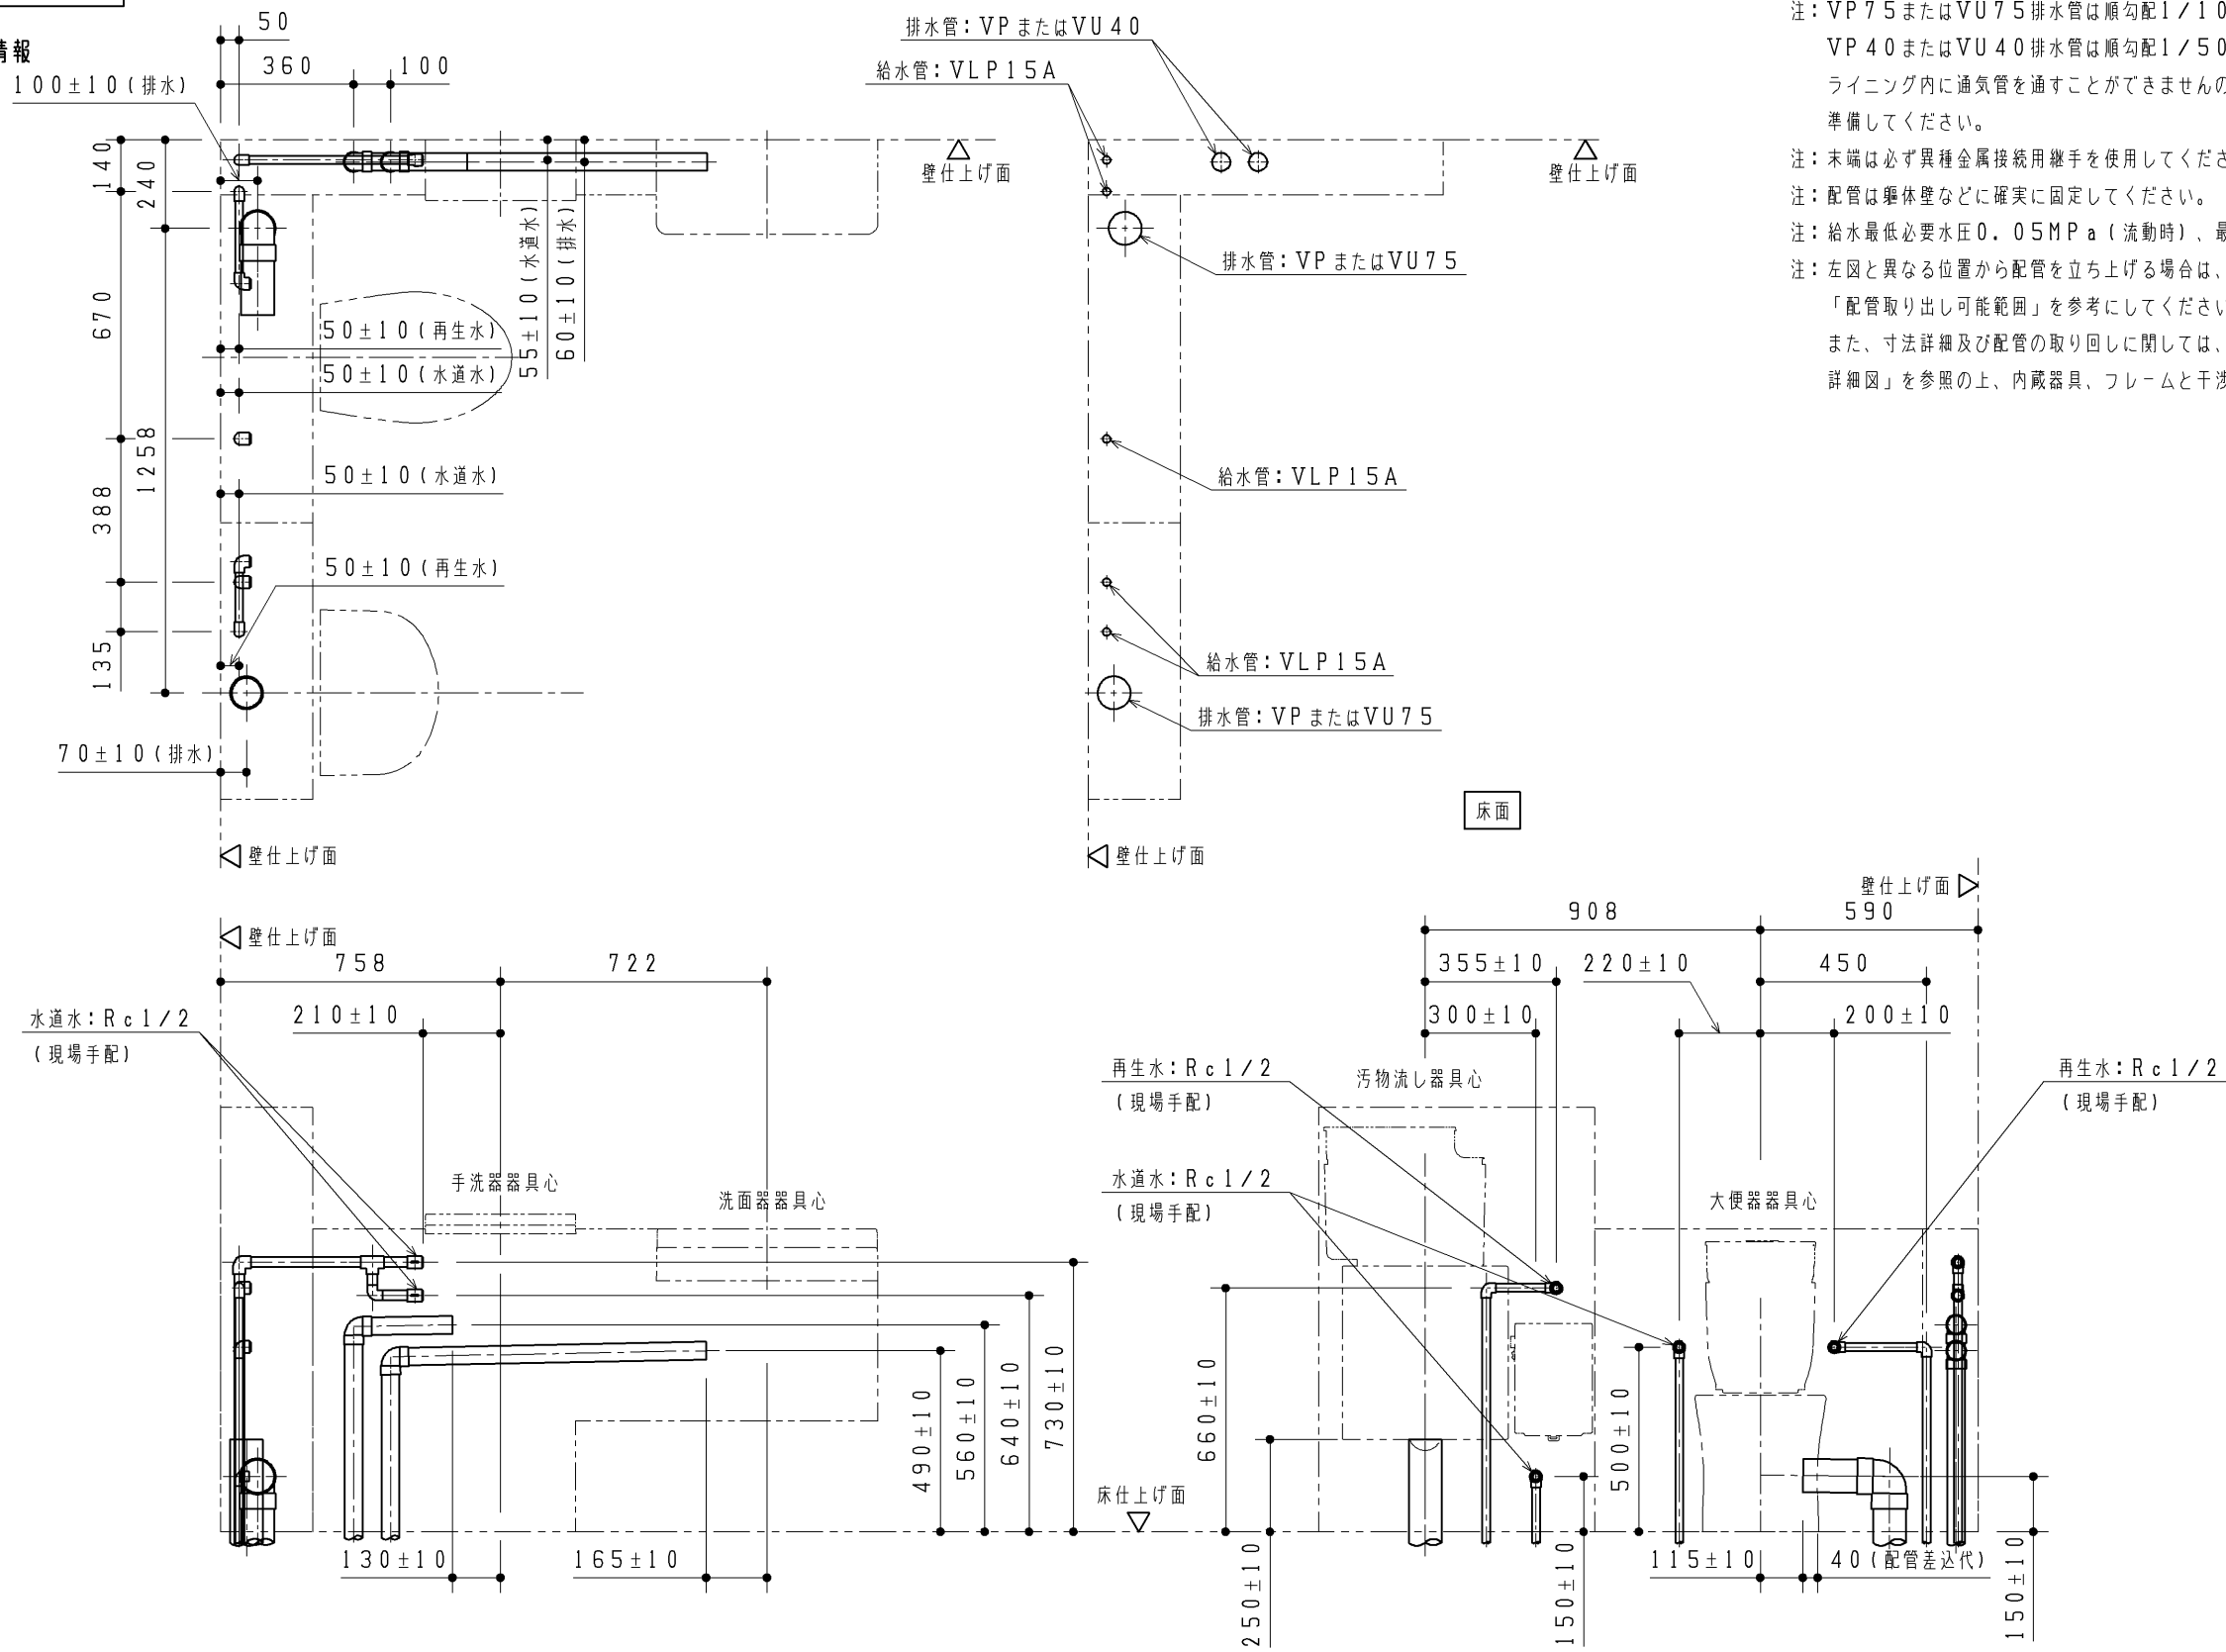 情報
50
360
100
100±10(排水)
140
240
670
1258
388
135
50±10(再生水)
50±10(水道水)
50±10(水道水)
50±10(再生水)
70±10(排水)
55±10(水道水)
60±10(排水)
壁仕上げ面
壁仕上げ面
排水管:VPまたはVU40
給水管:VLP15A
壁仕上げ面
排水管:VPまたはVU75
給水管:VLP15A
給水管:VLP15A
排水管:VPまたはVU75
壁仕上げ面
床面
注:VP75またはVU75排水管は順勾配1/10
VP40またはVU40排水管は順勾配1/50
ライニング内に通気管を通すことができませんの
準備してください。
注:末端は必ず異種金属接続用継手を使用してくださ
注:配管は躯体壁などに確実に固定してください。
注:給水最低必要水圧0.05MPa(流動時)、最
注:左図と異なる位置から配管を立ち上げる場合は、
「配管取り出し可能範囲」を参考にしてください
また、寸法詳細及び配管の取り回しに関しては、
詳細図」を参照の上、内蔵器具、フレームと干渉
壁仕上げ面
758
722
210±10
水道水:Rc1/2
(現場手配)
手洗器器具心
洗面器器具心
490±10
560±10
640±10
730±10
130±10
165±10
壁仕上げ面
908
590
355±10
220±10
450
300±10
200±10
再生水:Rc1/2
(現場手配)
汚物流し器具心
水道水:Rc1/2
(現場手配)
大便器器具心
再生水:Rc1/2
(現場手配)
床仕上げ面
660±10
250±10
150±10
500±10
115±10
40(配管差込代)
150±10